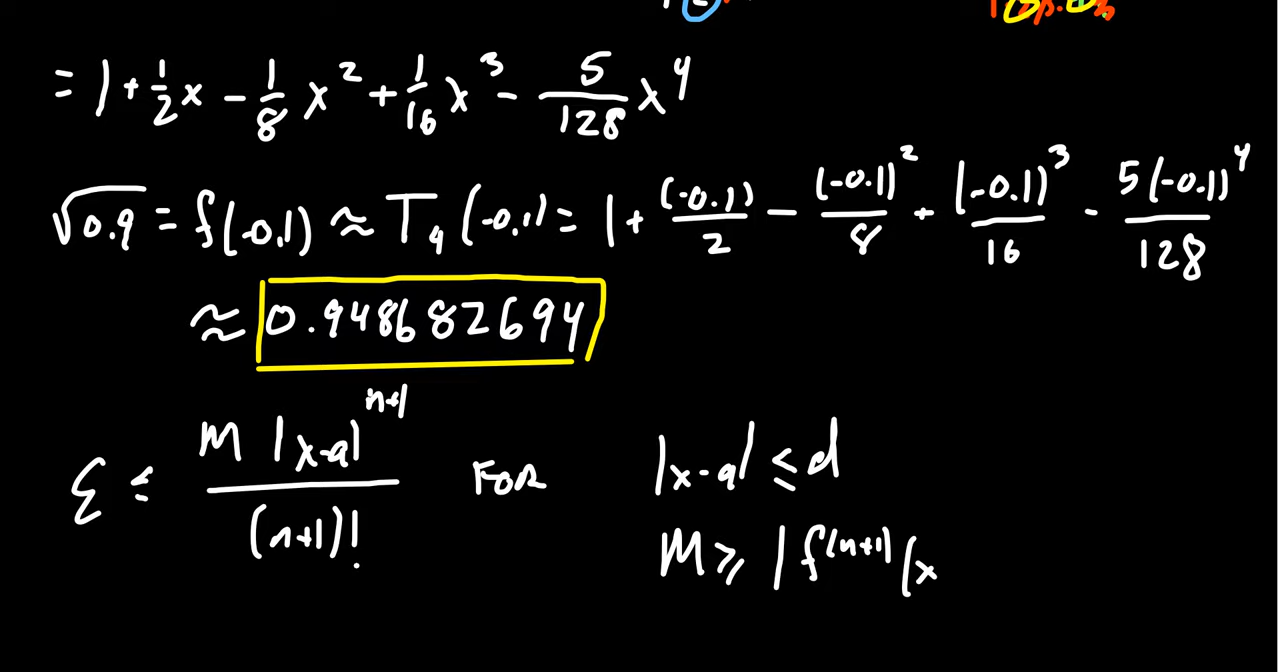 = 1 + 1/2 x - 1/8 x² + 1/16 x³ - 5/128 x⁴
√0.9 = f(-0.1) ≈ T₄(-0.1) = 1 + (-0.1)/2 - (-0.1)²/8 + (-0.1)³/16 - 5(-0.1)⁴/128
≈ 0.948682694
ξ ≤ M |x-a|ⁿ⁺¹/(n+1)! FOR |x-a| ≤ d
M ≥ |f⁽ⁿ⁺¹⁾(x